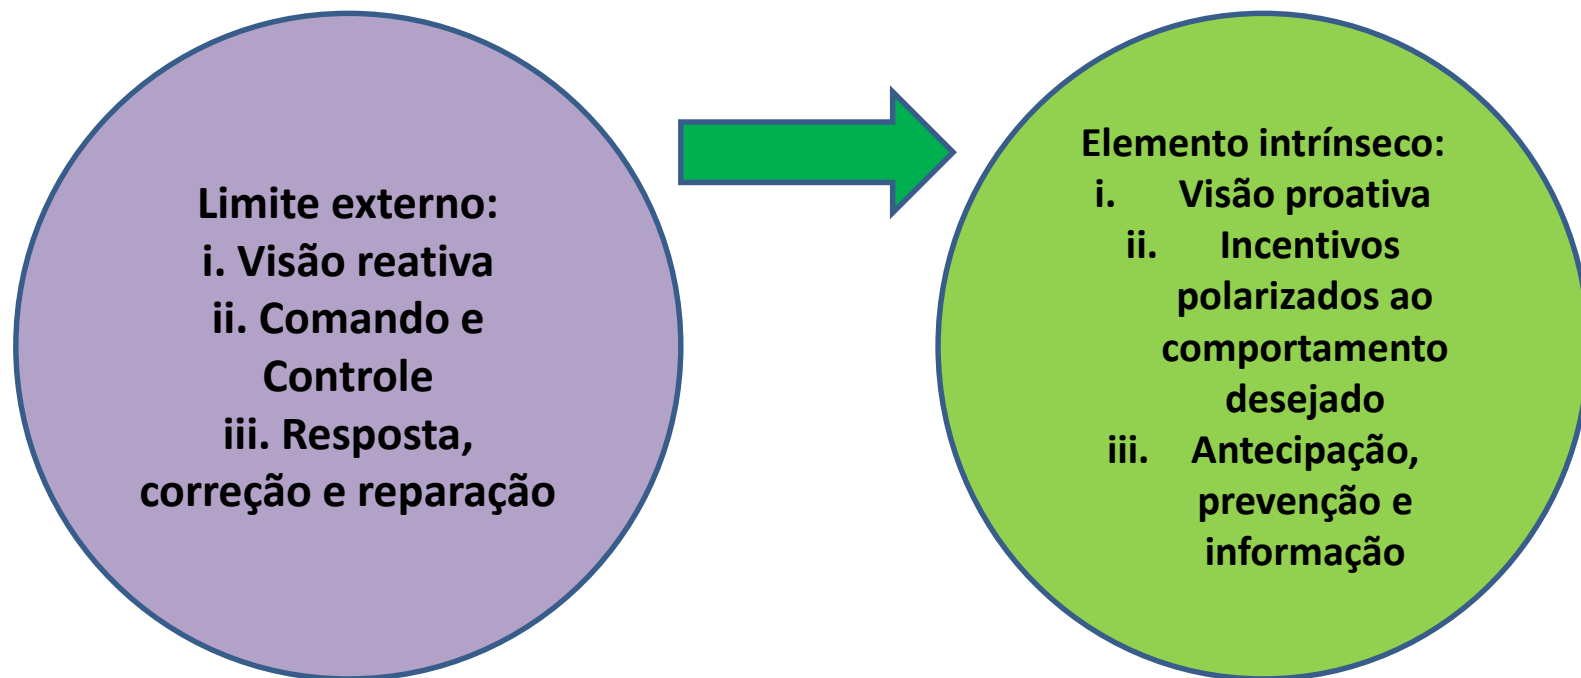 Limite externo:
i. Visão reativa
ii. Comando e
Controle
iii. Resposta,
correção e reparação
Elemento intrínseco:
i. Visão proativa
ii. Incentivos
polarizados ao
comportamento
desejado
iii. Antecipação,
prevenção e
informação